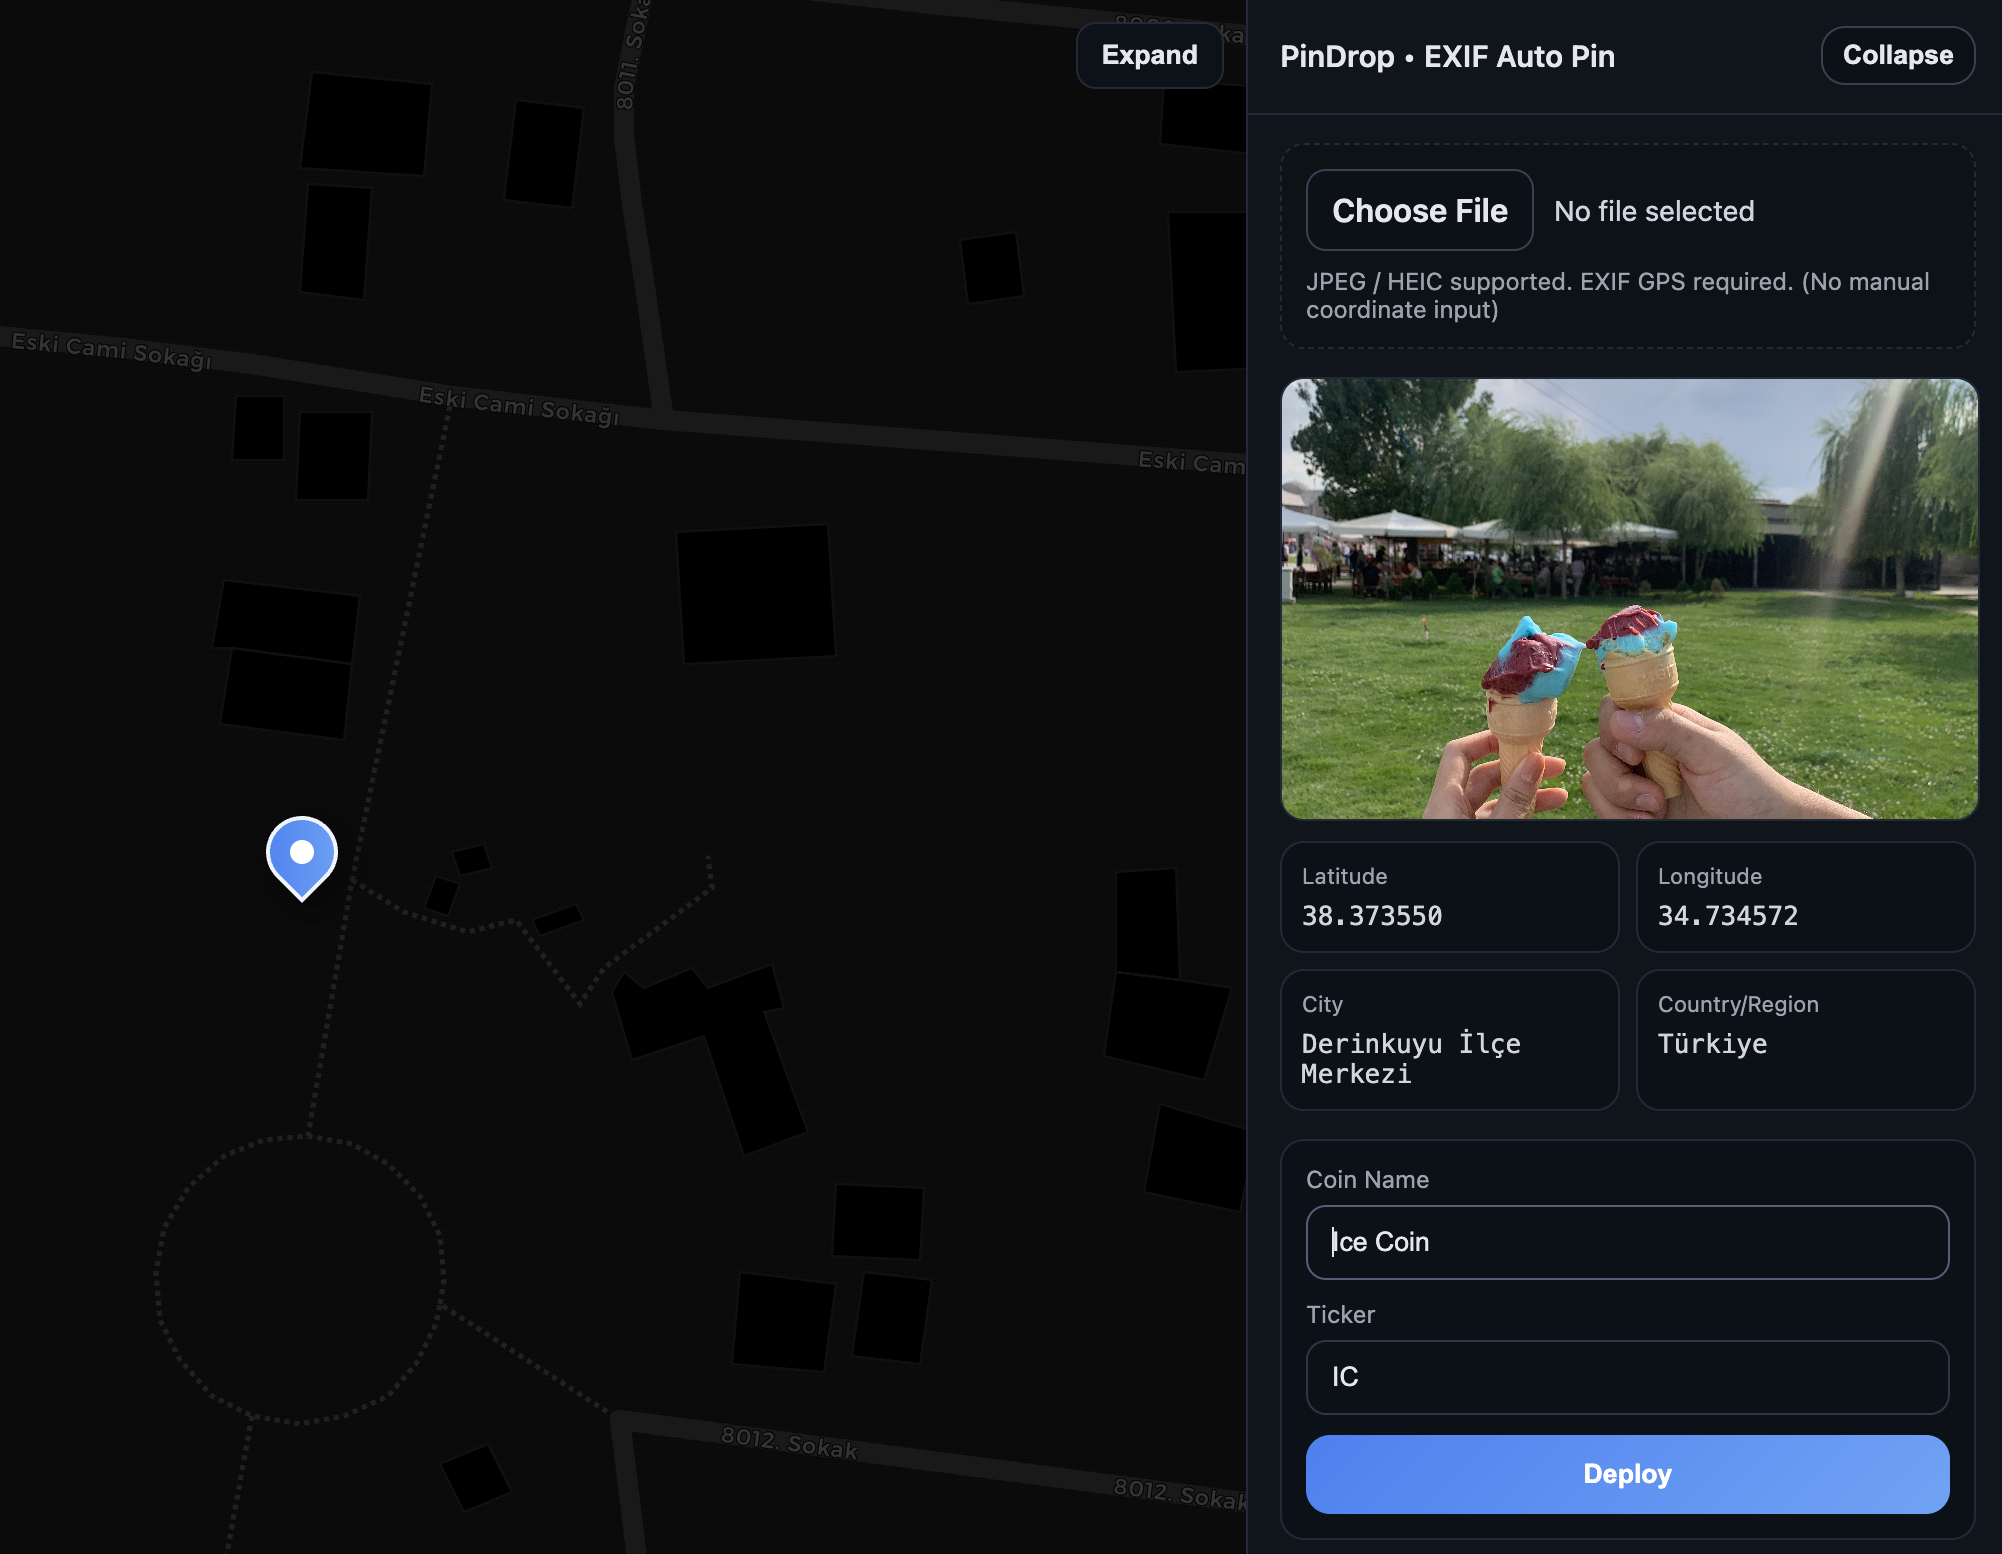 8011. Soka
Expand
Eski Cami Sokağı
Eski Cami Sokağı
Eski Cam
8012. Sokak
8012. Sokak
PinDrop • EXIF Auto Pin
Collapse
Choose File
No file selected
JPEG / HEIC supported. EXIF GPS required. (No manual
coordinate input)
Latitude
38.373550
Longitude
34.734572
City
Derinkuyu İlçe
Merkezi
Country/Region
Türkiye
Coin Name
Ice Coin
Ticker
IC
Deploy